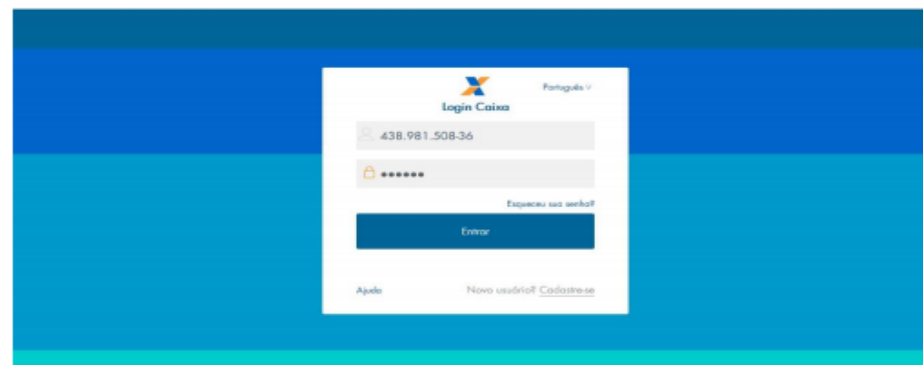 Português
Login Caixa
438.981.508-36
••••••
Esqueceu sua senha?
Entrar
Ajuda
Novo usuário? Cadastre-se